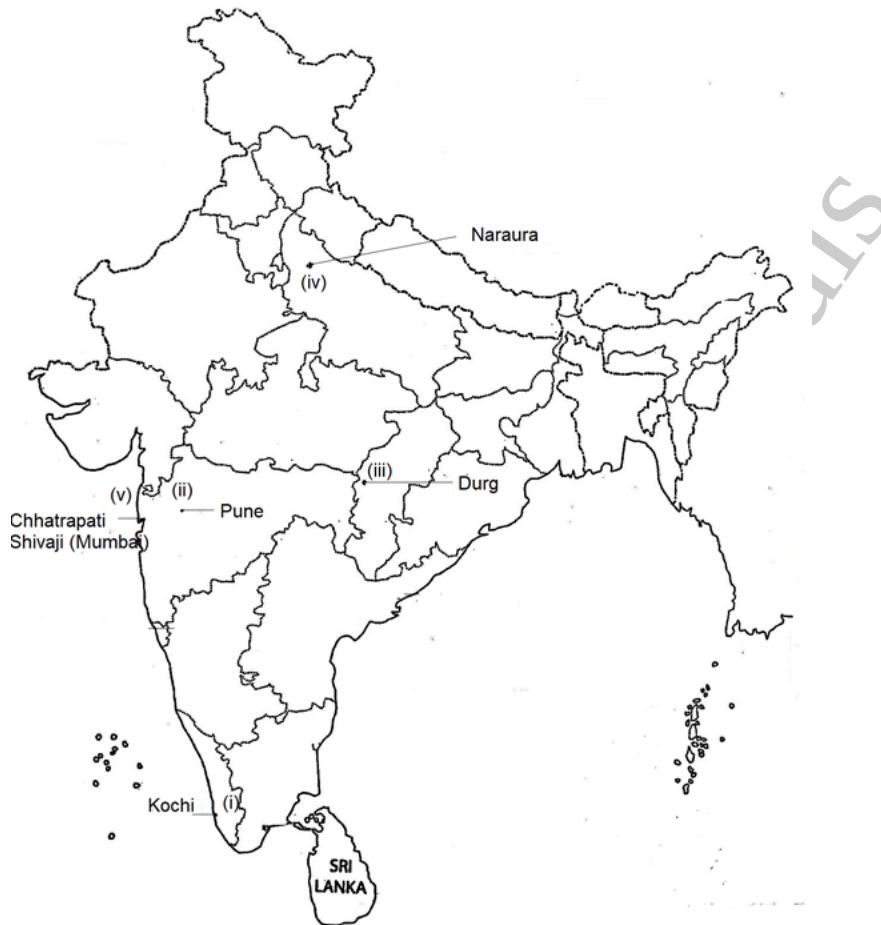 Naraura
(iv)
(iii)
Durg
(v)
(ii)
Pune
Chhatrapati
Shivaji (Mumbai)
Kochi
(i)
SRI
LANKA